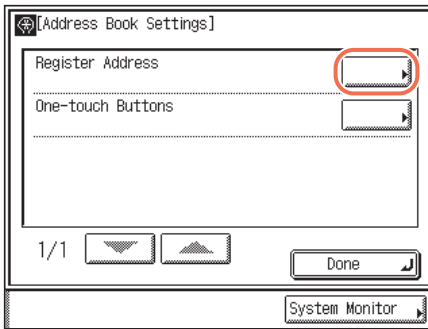 [Address Book Settings]
Register Address
One-touch Buttons
1/1
Done
System Monitor